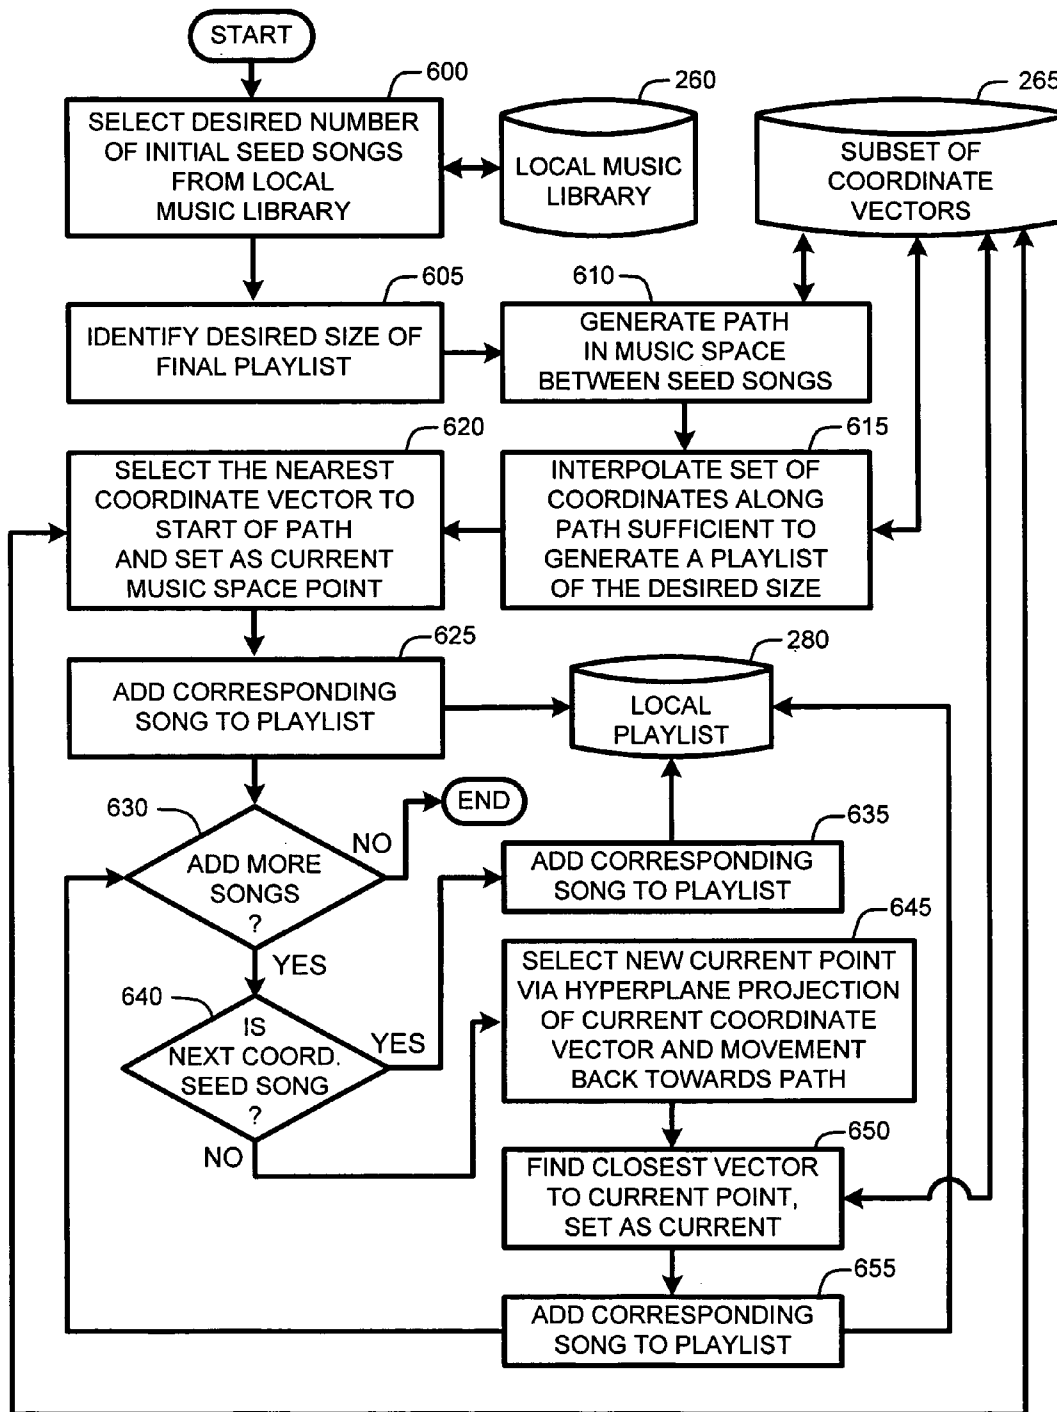 START
600
SELECT DESIRED NUMBER
OF INITIAL SEED SONGS
FROM LOCAL
MUSIC LIBRARY
260
LOCAL MUSIC
LIBRARY
265
SUBSET OF
COORDINATE
VECTORS
605
IDENTIFY DESIRED SIZE OF
FINAL PLAYLIST
610
GENERATE PATH
IN MUSIC SPACE
BETWEEN SEED SONGS
620
SELECT THE NEAREST
COORDINATE VECTOR TO
START OF PATH
AND SET AS CURRENT
MUSIC SPACE POINT
615
INTERPOLATE SET OF
COORDINATES ALONG
PATH SUFFICIENT TO
GENERATE A PLAYLIST
OF THE DESIRED SIZE
625
ADD CORRESPONDING
SONG TO PLAYLIST
280
LOCAL
PLAYLIST
630
ADD MORE
SONGS
?
NO
END
YES
635
ADD CORRESPONDING
SONG TO PLAYLIST
640
IS
NEXT COORD.
SEED SONG
?
YES
NO
645
SELECT NEW CURRENT POINT
VIA HYPERPLANE PROJECTION
OF CURRENT COORDINATE
VECTOR AND MOVEMENT
BACK TOWARDS PATH
650
FIND CLOSEST VECTOR
TO CURRENT POINT,
SET AS CURRENT
655
ADD CORRESPONDING
SONG TO PLAYLIST